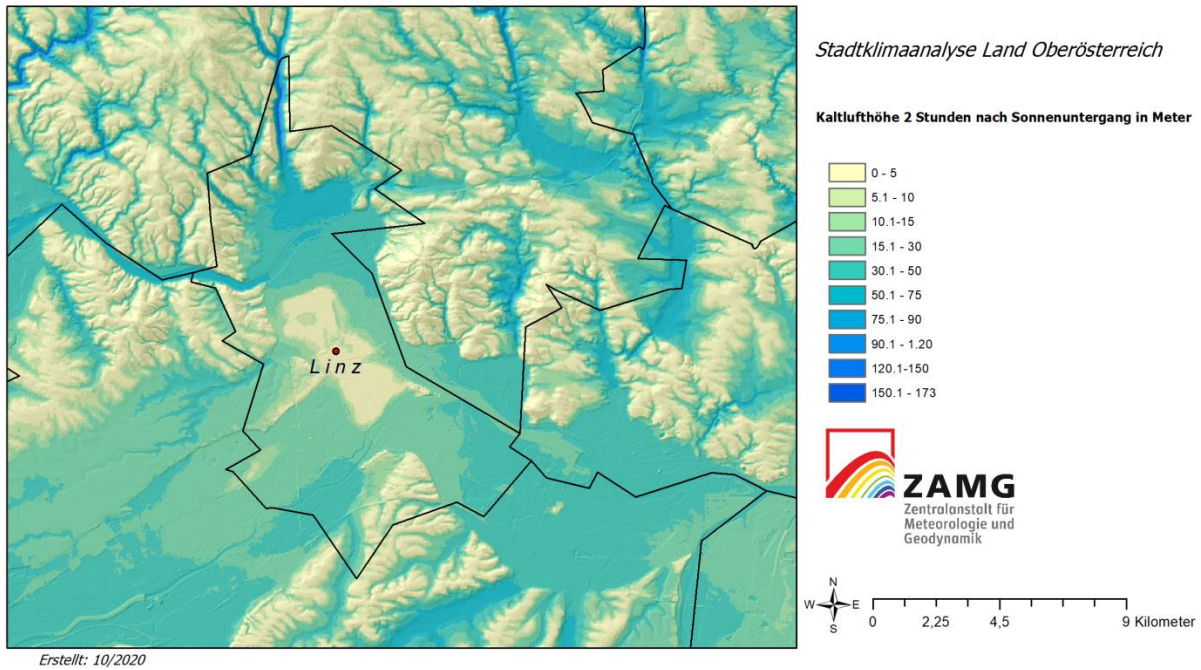 Stadtklimaanalyse Land Oberösterreich
Kaltlufthöhe 2 Stunden nach Sonnenuntergang in Meter
0 - 5
5.1 - 10
10.1-15
15.1 - 30
30.1 - 50
50.1 - 75
75.1 - 90
90.1 - 1.20
120.1-150
150.1 - 173
Linz
ZAMG
Zentralanstalt für
Meteorologie und
Geodynamik
N
W E
S
0 2,25 4,5 9 Kilometer
Erstellt: 10/2020